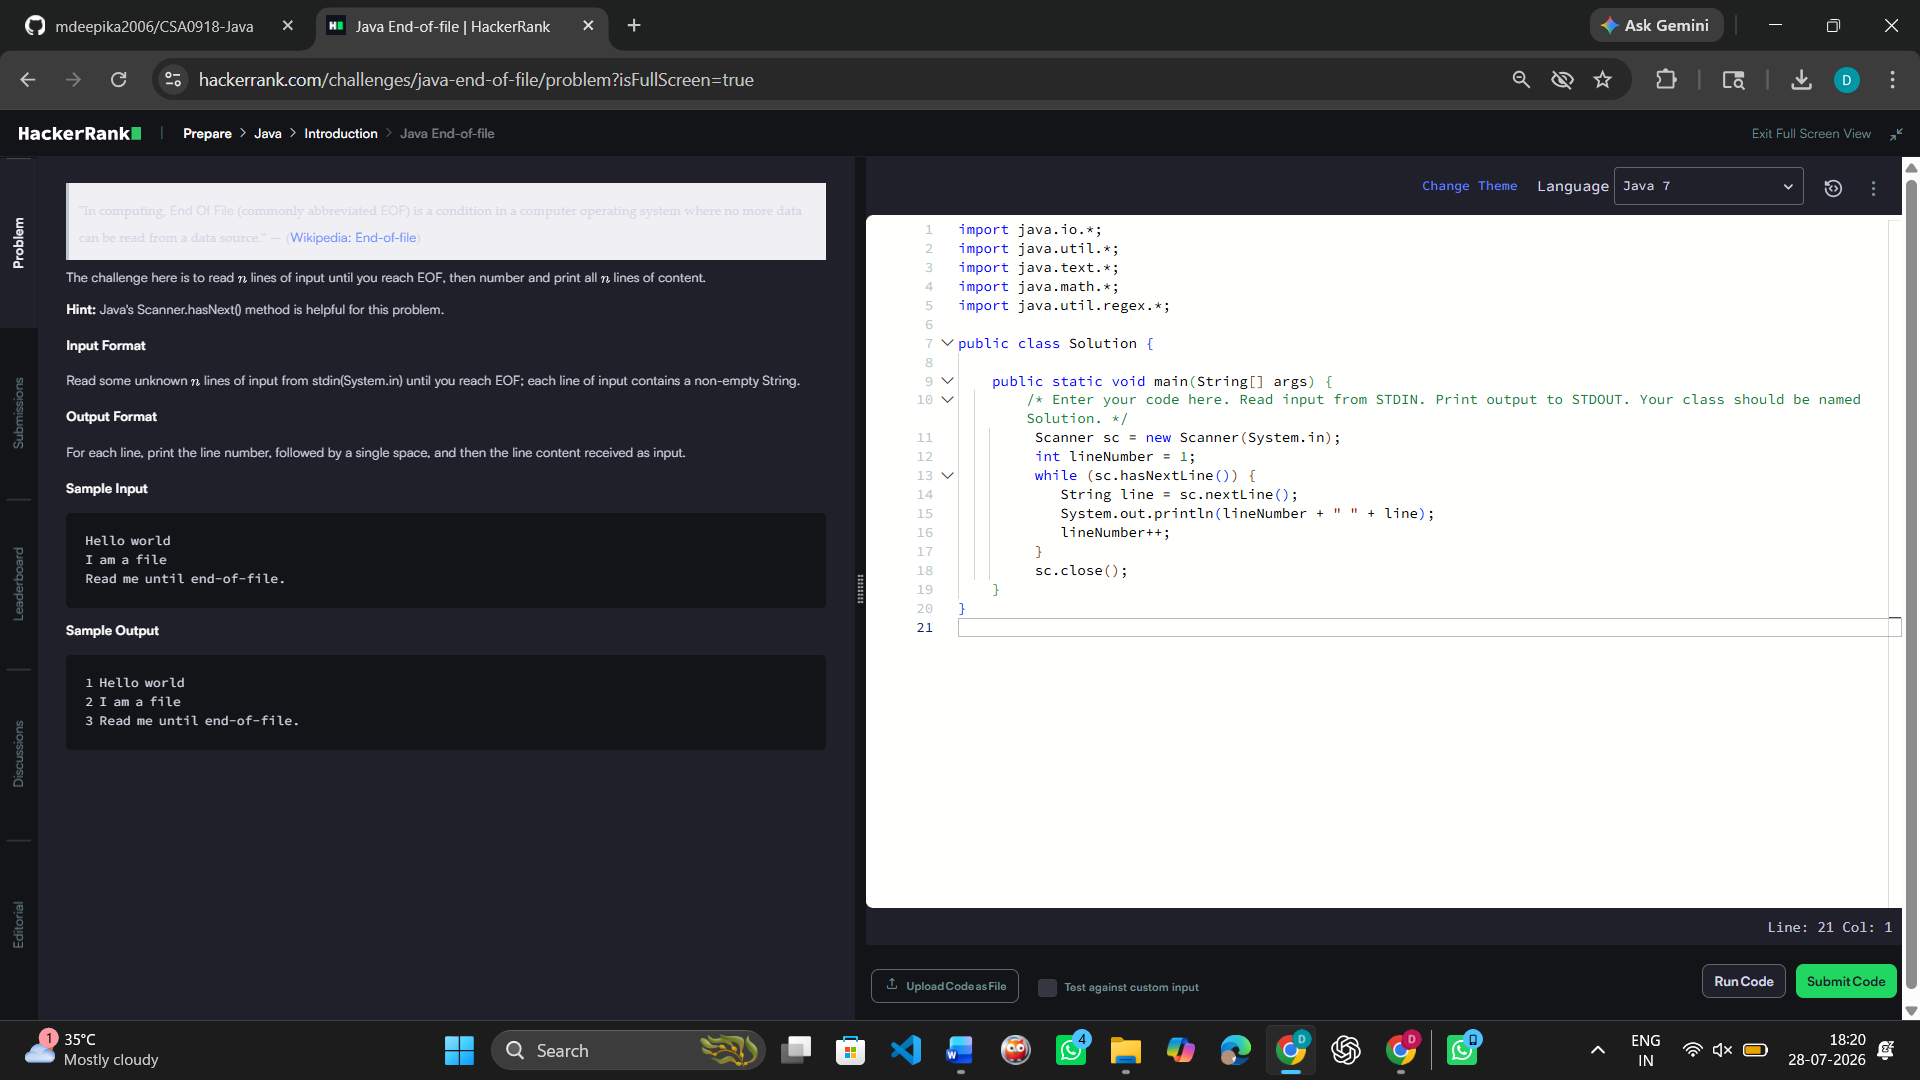 mdeepika2006/CSA0918-Java
Java End-of-file | HackerRank
Ask Gemini
hackerrank.com/challenges/java-end-of-file/problem?isFullScreen=true
D
HackerRank
Prepare > Java > Introduction > Java End-of-file
Exit Full Screen View
Problem
Submissions
Leaderboard
Discussions
Editorial
"In computing, End Of File (commonly abbreviated EOF) is a condition in a computer operating system where no more data
can be read from a data source." — (Wikipedia: End-of-file)
The challenge here is to read n lines of input until you reach EOF, then number and print all n lines of content.
Hint: Java's Scanner.hasNext() method is helpful for this problem.
Input Format
Read some unknown n lines of input from stdin(System.in) until you reach EOF; each line of input contains a non-empty String.
Output Format
For each line, print the line number, followed by a single space, and then the line content received as input.
Sample Input
Hello world
I am a file
Read me until end-of-file.
Sample Output
1 Hello world
2 I am a file
3 Read me until end-of-file.
Change Theme Language Java 7
1 import java.io.*;
2 import java.util.*;
3 import java.text.*;
4 import java.math.*;
5 import java.util.regex.*;
6
7 public class Solution {
8
9 public static void main(String[] args) {
10 /* Enter your code here. Read input from STDIN. Print output to STDOUT. Your class should be named
Solution. */
11 Scanner sc = new Scanner(System.in);
12 int lineNumber = 1;
13 while (sc.hasNextLine()) {
14 String line = sc.nextLine();
15 System.out.println(lineNumber + " " + line);
16 lineNumber++;
17 }
18 sc.close();
19 }
20 }
21
Line: 21 Col: 1
Upload Code as File
Test against custom input
Run Code
Submit Code
1
35°C
Mostly cloudy
Search
4
D
D
ENG
IN
18:20
28-07-2026